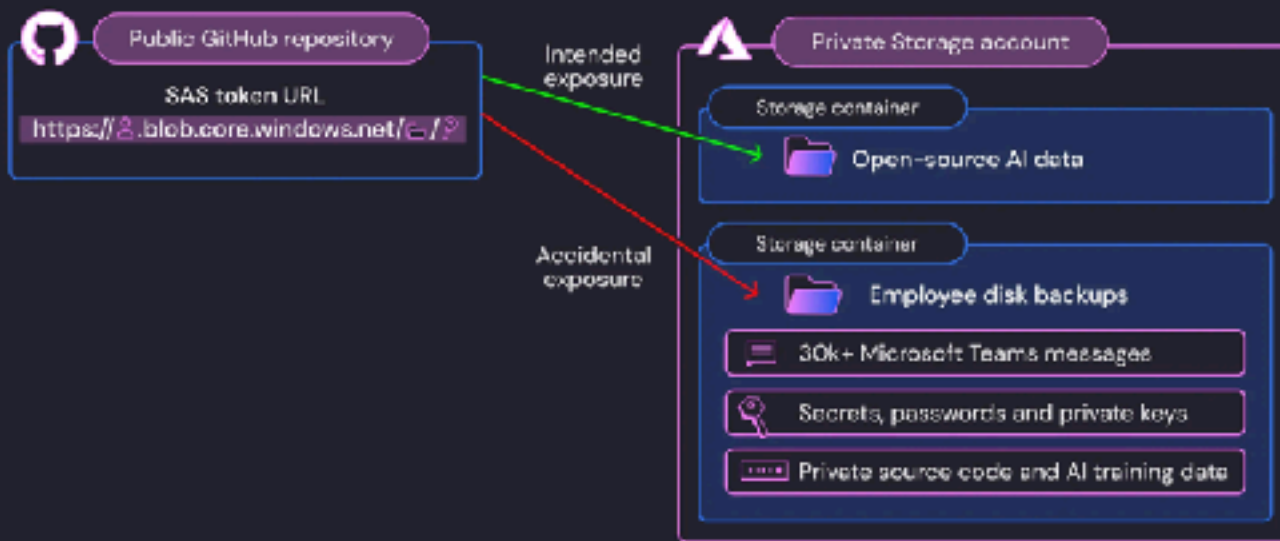 Public GitHub repository
SAS token URL
https://.blob.core.windows.net//
Intended
exposure
Accidental
exposure
Private Storage account
Storage container
Open-source AI data
Storage container
Employee disk backups
30k+ Microsoft Teams messages
Secrets, passwords and private keys
Private source code and AI training data